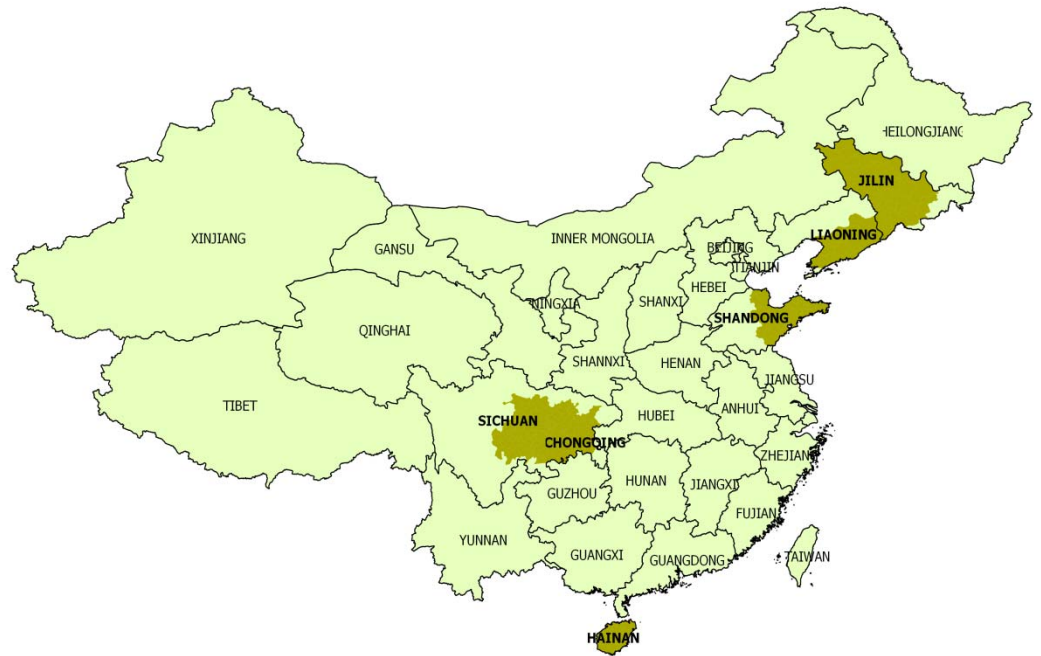 HEILONGJIANG
JILIN
XINJIANG
GANSU
INNER MONGOLIA
LIAONING
BEIJING
TIANJIN
HEBEI
NINGXIA
SHANXI
QINGHAI
SHANDONG
SHANNXI
HENAN
JIANGSU
TIBET
ANHUI
SICHUAN
HUBEI
CHONGQING
ZHEJIANG
HUNAN
JIANGXI
GUZHOU
FUJIAN
YUNNAN
GUANGXI
GUANGDONG
TAIWAN
HAINAN